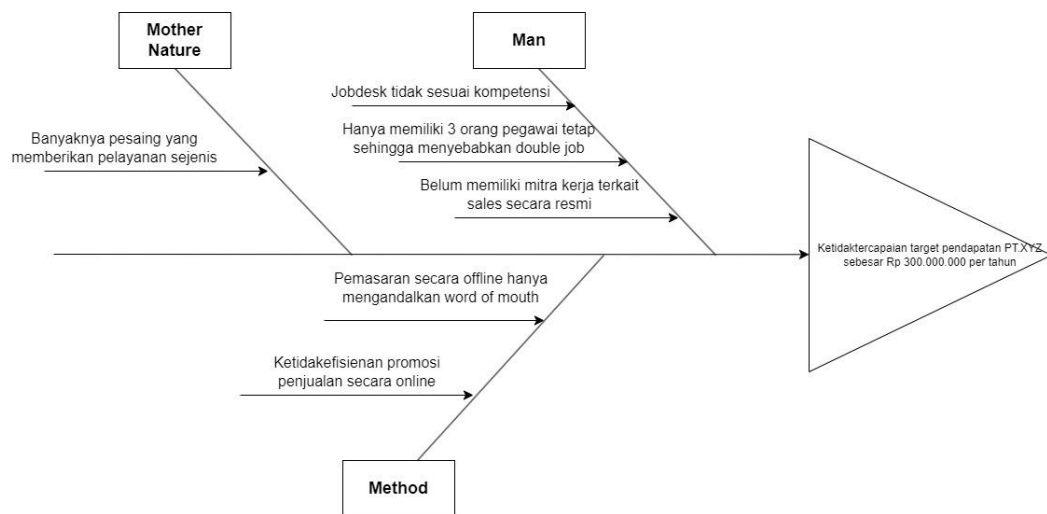 Mother
Nature
Man
Jobdesk tidak sesuai kompetensi
Hanya memiliki 3 orang pegawai tetap
sehingga menyebabkan double job
Banyaknya pesaing yang
memberikan pelayanan sejenis
Belum memiliki mitra kerja terkait
sales secara resmi
Ketidaktercapaian target pendapatan PT.XYZ
sebesar Rp 300.000.000 per tahun
Pemasaran secara offline hanya
mengandalkan word of mouth
Ketidakefisienan promosi
penjualan secara online
Method